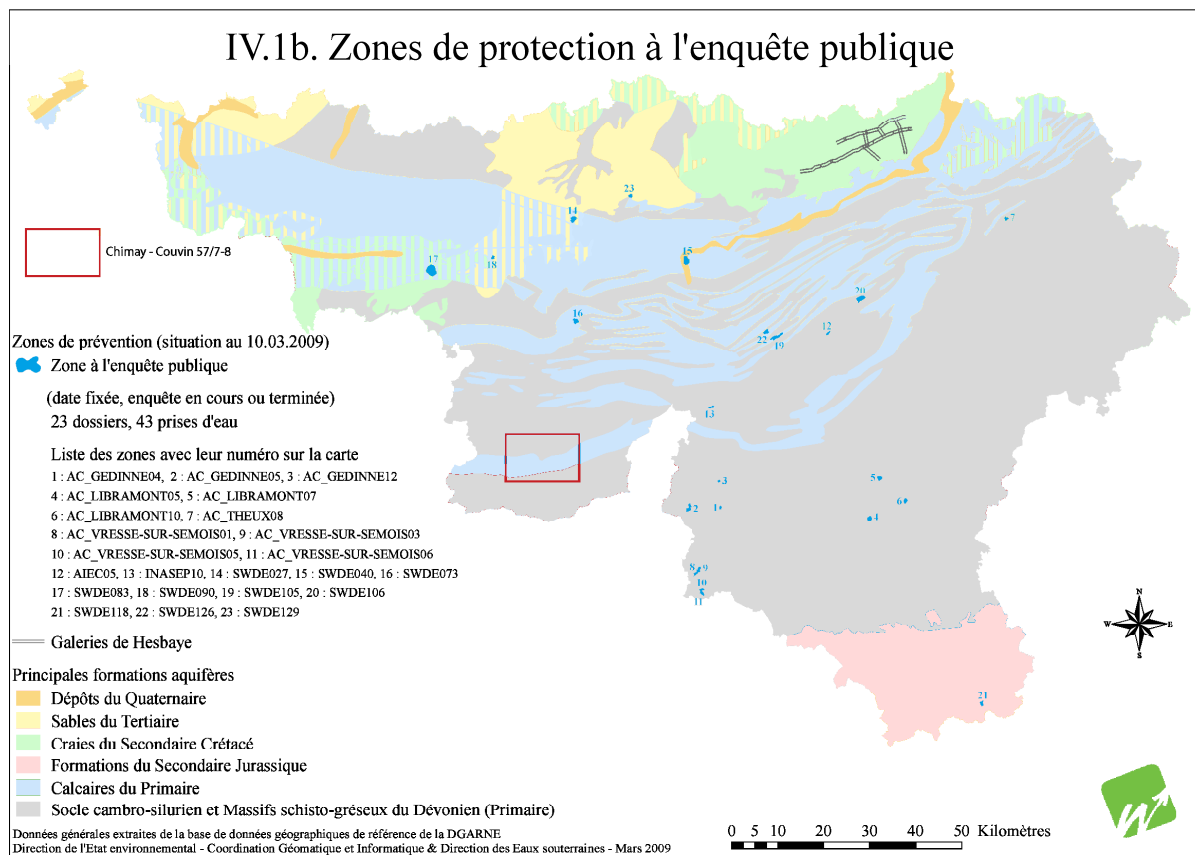 IV.1b. Zones de protection à l'enquête publique
Chimay - Couvin 57/7-8
Zones de prévention (situation au 10.03.2009)
Zone à l'enquête publique
(date fixée, enquête en cours ou terminée)
23 dossiers, 43 prises d'eau
Liste des zones avec leur numéro sur la carte
1 : AC_GEDINNE04, 2 : AC_GEDINNE05, 3 : AC_GEDINNE12
4 : AC_LIBRAMONT05, 5 : AC_LIBRAMONT07
6 : AC_LIBRAMONT10, 7 : AC_THEUX08
8 : AC_VRESSE-SUR-SEMOIS01, 9 : AC_VRESSE-SUR-SEMOIS03
10 : AC_VRESSE-SUR-SEMOIS05, 11 : AC_VRESSE-SUR-SEMOIS06
12 : AIEC05, 13 : INASEP10, 14 : SWDE027, 15 : SWDE040, 16 : SWDE073
17 : SWDE083, 18 : SWDE090, 19 : SWDE105, 20 : SWDE106
21 : SWDE118, 22 : SWDE126, 23 : SWDE129
Galeries de Hesbaye
Principales formations aquifères
Dépôts du Quaternaire
Sables du Tertiaire
Craies du Secondaire Crétacé
Formations du Secondaire Jurassique
Calcaires du Primaire
Socle cambro-silurien et Massifs schisto-gréseux du Dévonien (Primaire)
Données générales extraites de la base de données géographiques de référence de la DGARNE
Direction de l'Etat environnemental - Coordination Géomatique et Informatique & Direction des Eaux souterraines - Mars 2009
23
14
7
15
17
18
20
16
12
22
19
13
5
3
6
2
1
4
8
9
10
11
21
N
W
E
S
0 5 10 20 30 40 50 Kilomètres